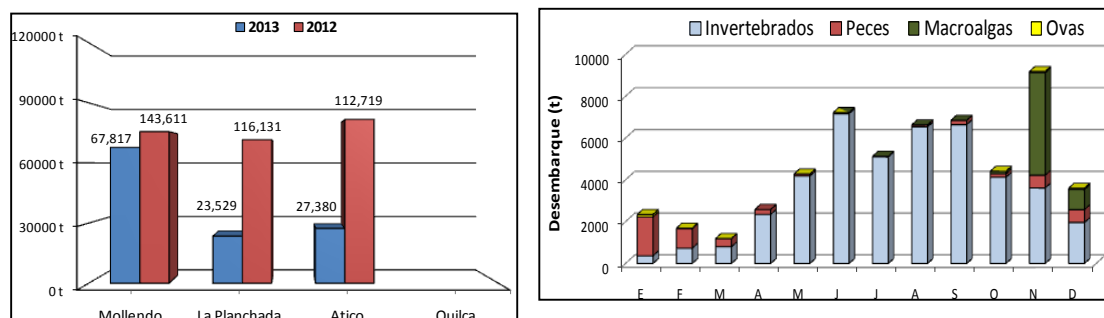 2013 2012
120000 t
90000 t
60000 t
30000 t
0 t
67,817
143,611
23,529
116,131
27,380
112,719
Mollendo La Planchada Atico Quilca
Invertebrados Peces Macroalgas Ovas
Desembarque (t)
10000
8000
6000
4000
2000
0
E F M A M J J A S O N D